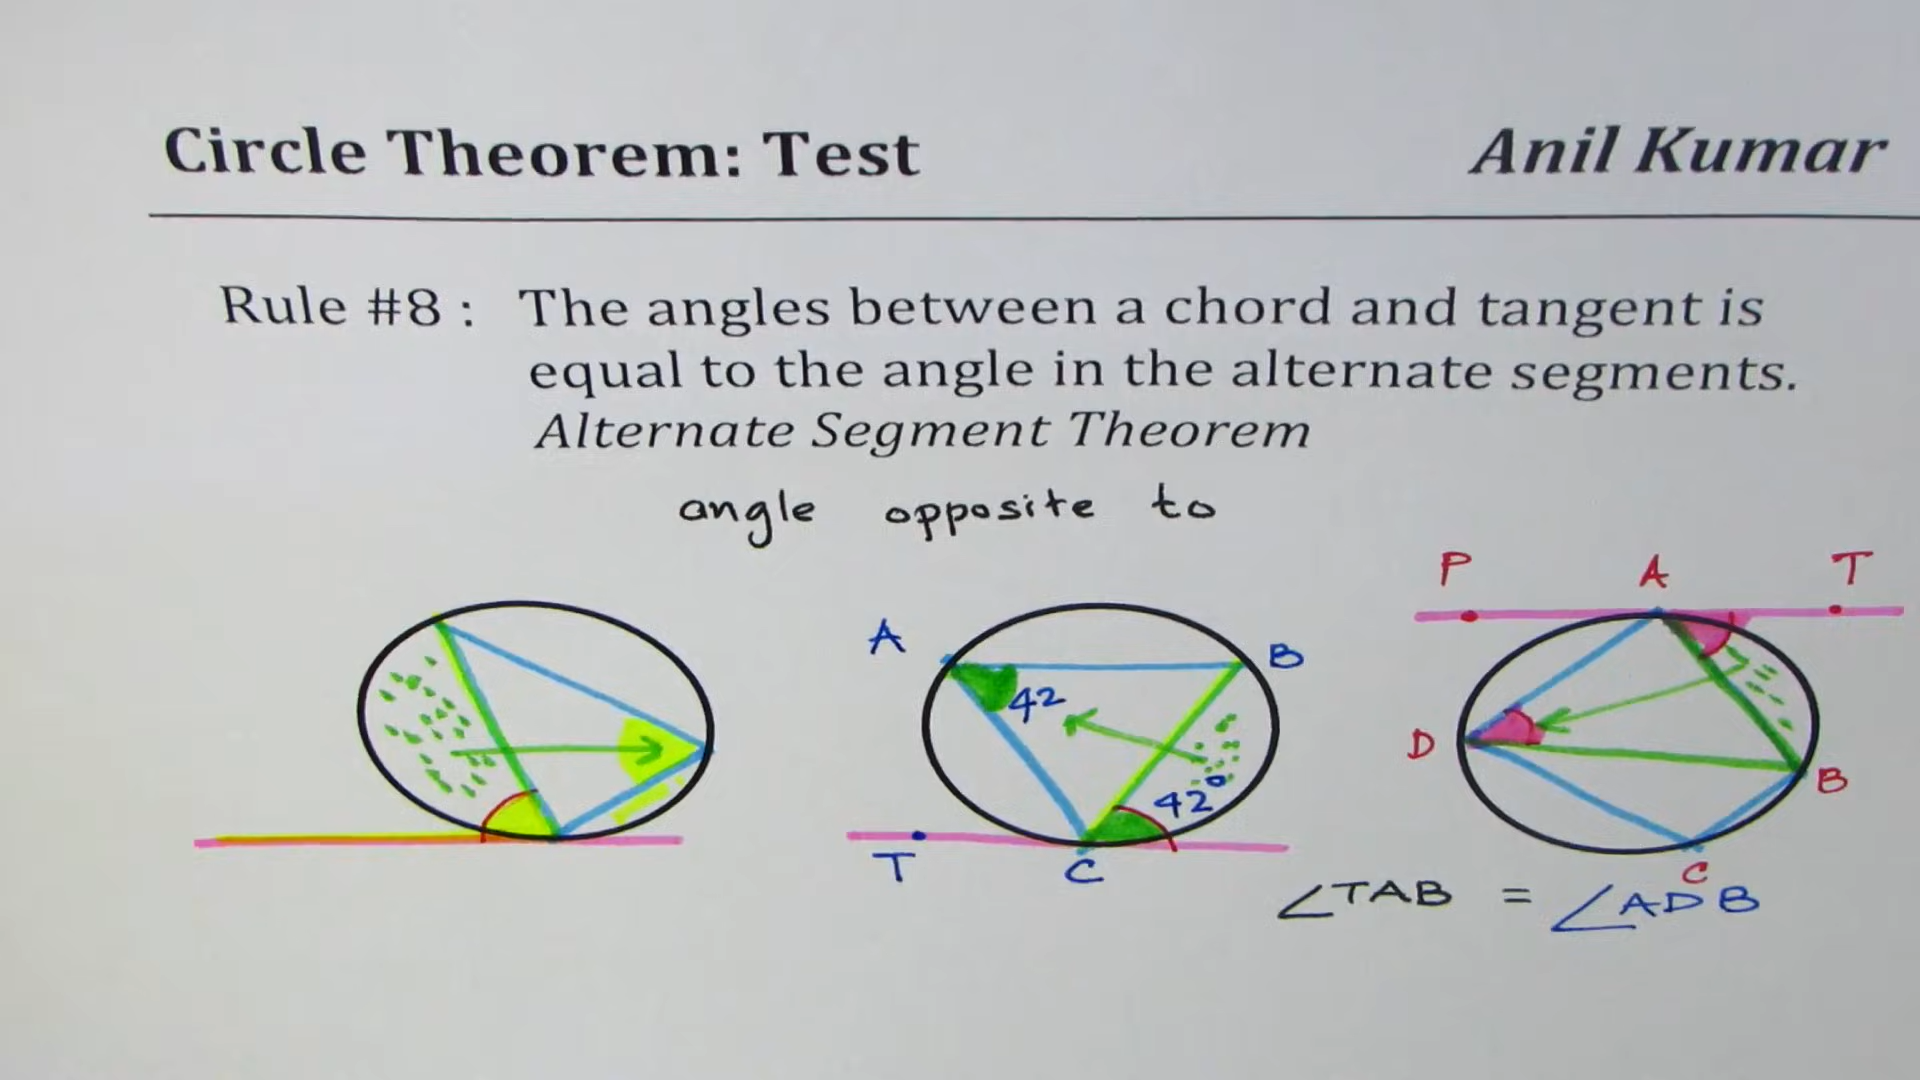 Circle Theorem: Test
Anil Kumar
Rule #8 : The angles between a chord and tangent is
equal to the angle in the alternate segments.
Alternate Segment Theorem
angle opposite to
P A T
A B
42
D
42°
B
T C
C
∠TAB = ∠ADB